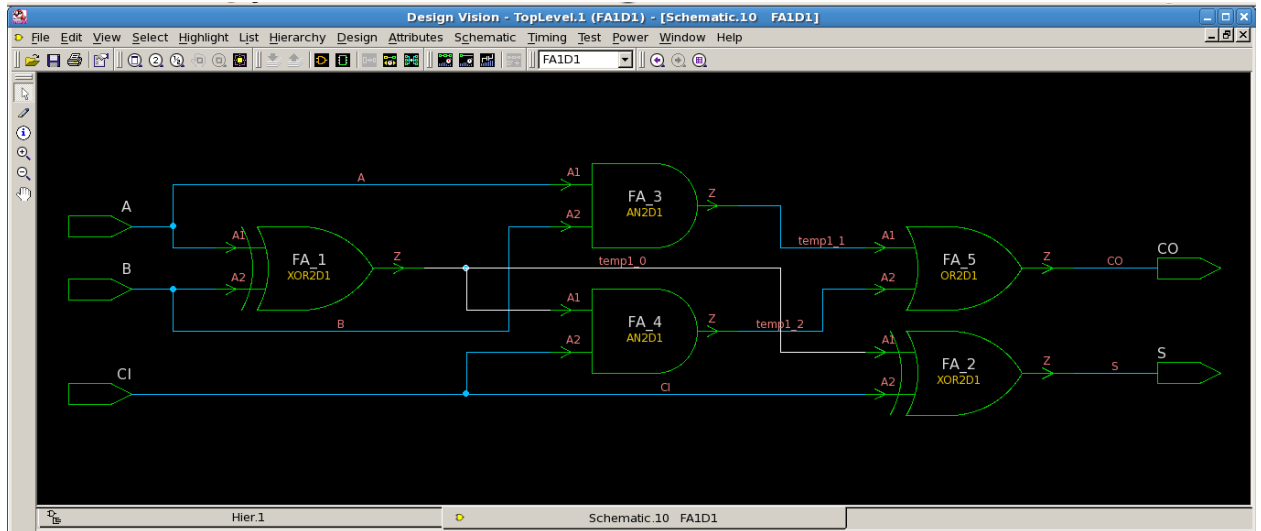 Design Vision - TopLevel.1 (FA1D1) - [Schematic.10 FA1D1]
File Edit View Select Highlight List Hierarchy Design Attributes Schematic Timing Test Power Window Help
FA1D1
A
A
A1
FA_3
AN2D1
Z
A2
A1
FA_1
XOR2D1
Z
A2
B
B
temp1_0
temp1_1
A1
FA_5
OR2D1
Z
CO
CO
A2
A1
FA_4
AN2D1
Z
temp1_2
A2
A1
FA_2
XOR2D1
Z
S
S
A2
CI
CI
Hier.1
Schematic.10 FA1D1